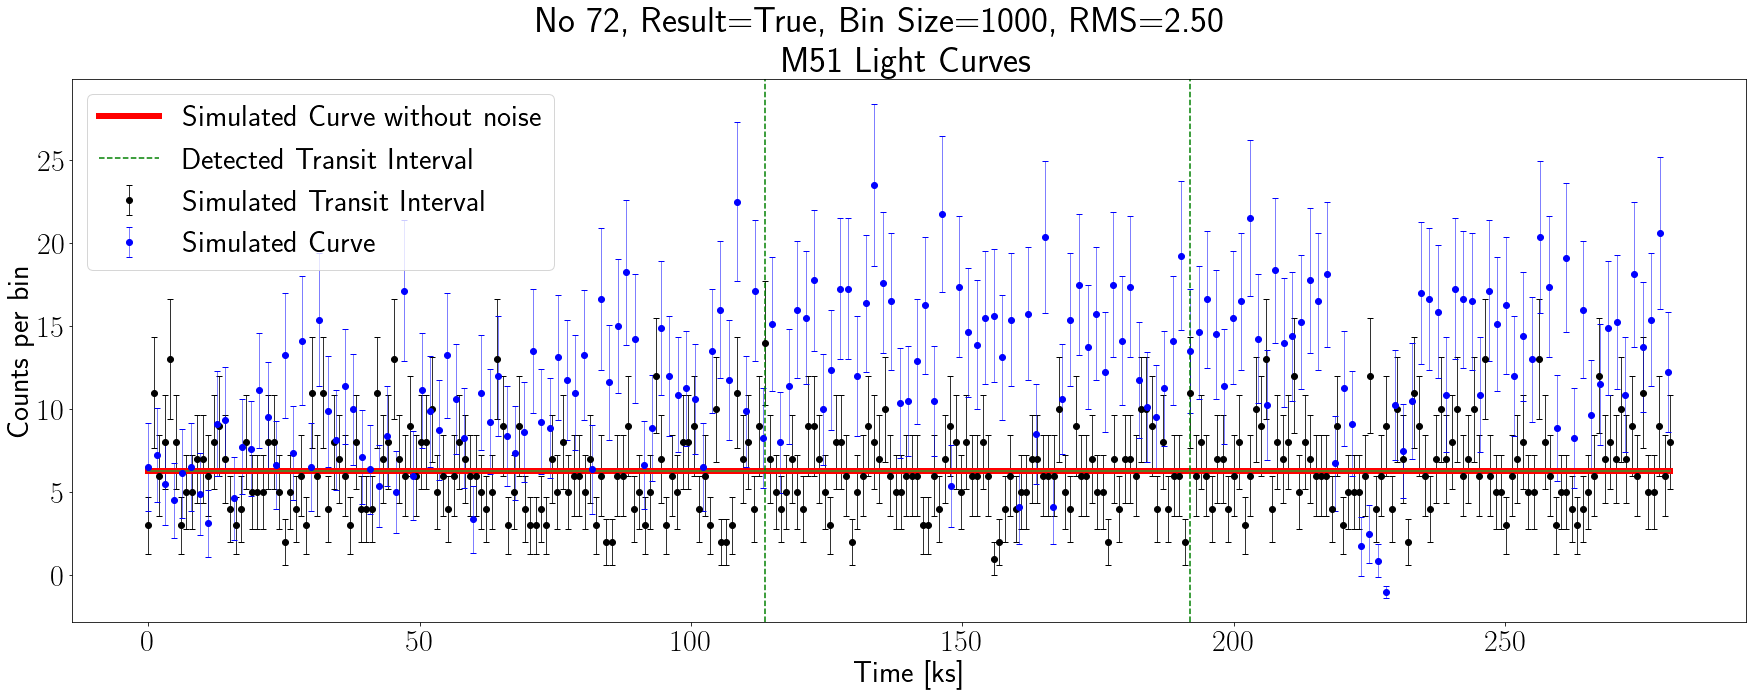 No 72, Result=True, Bin Size=1000, RMS=2.50
M51 Light Curves
Simulated Curve without noise
Detected Transit Interval
Simulated Transit Interval
Simulated Curve
Counts per bin
25
20
15
10
5
0
0 50 100 150 200 250
Time [ks]